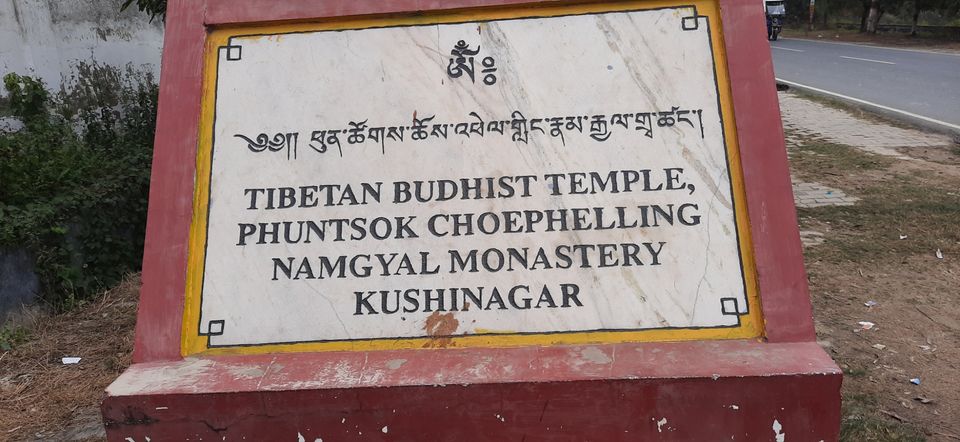 ༀ༔
༄༅།། ཕུན་ཚོགས་ཆོས་འཕེལ་གླིང་རྣམ་རྒྱལ་གྲྭ་ཚང་།
TIBETAN BUDHIST TEMPLE,
PHUNTSOK CHOEPHELLING
NAMGYAL MONASTERY
KUSHINAGAR